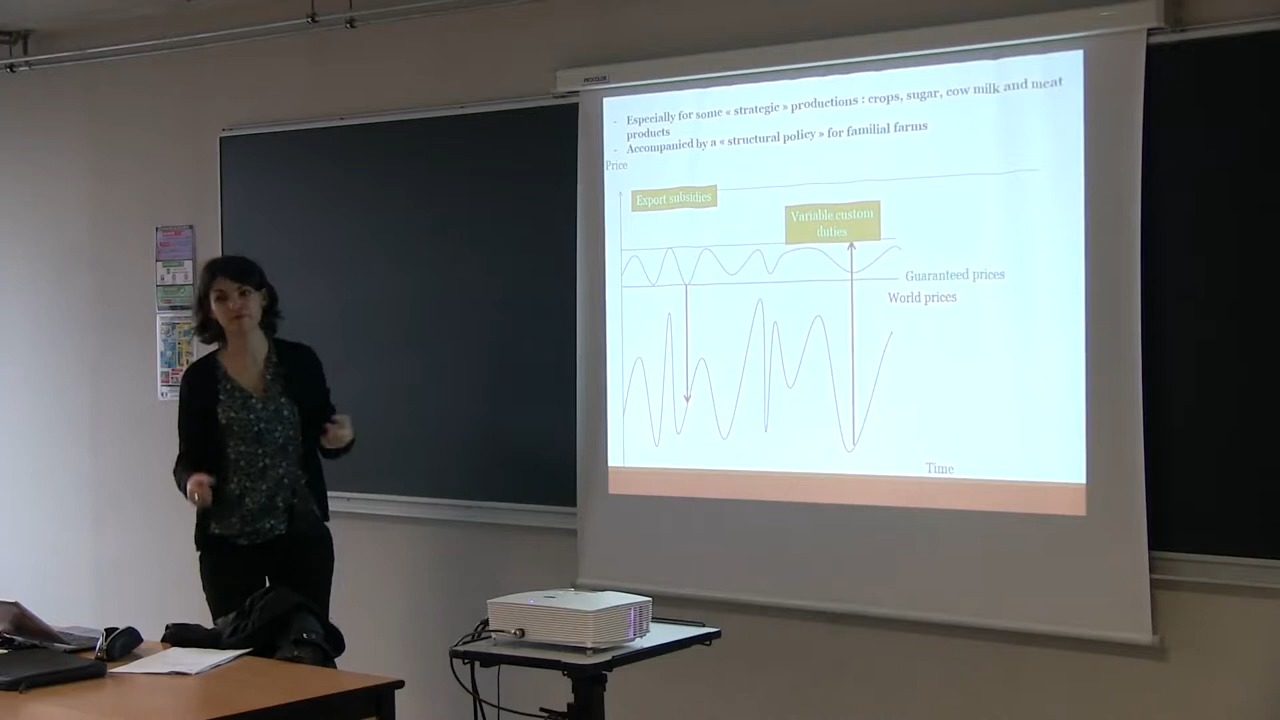 - Especially for some « strategic » productions : crops, sugar, cow milk and meat
products
- Accompanied by a « structural policy » for familial farms
Price
Export subsidies
Variable custom
duties
Guaranteed prices
World prices
Time